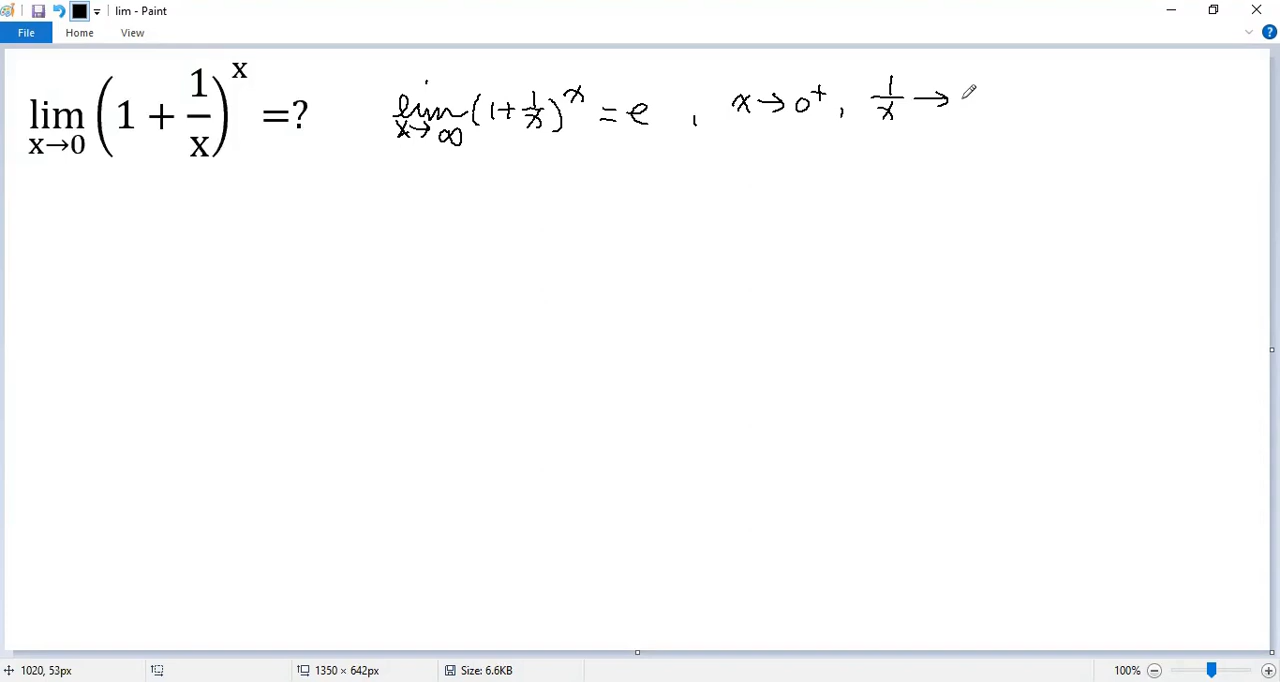 lim - Paint
File Home View
lim x→0 (1 + 1/x)^x =? lim x→∞ (1+1/x)^x = e , x→0⁺, 1/x →
1020, 53px 1350 × 642px Size: 6.6KB 100%